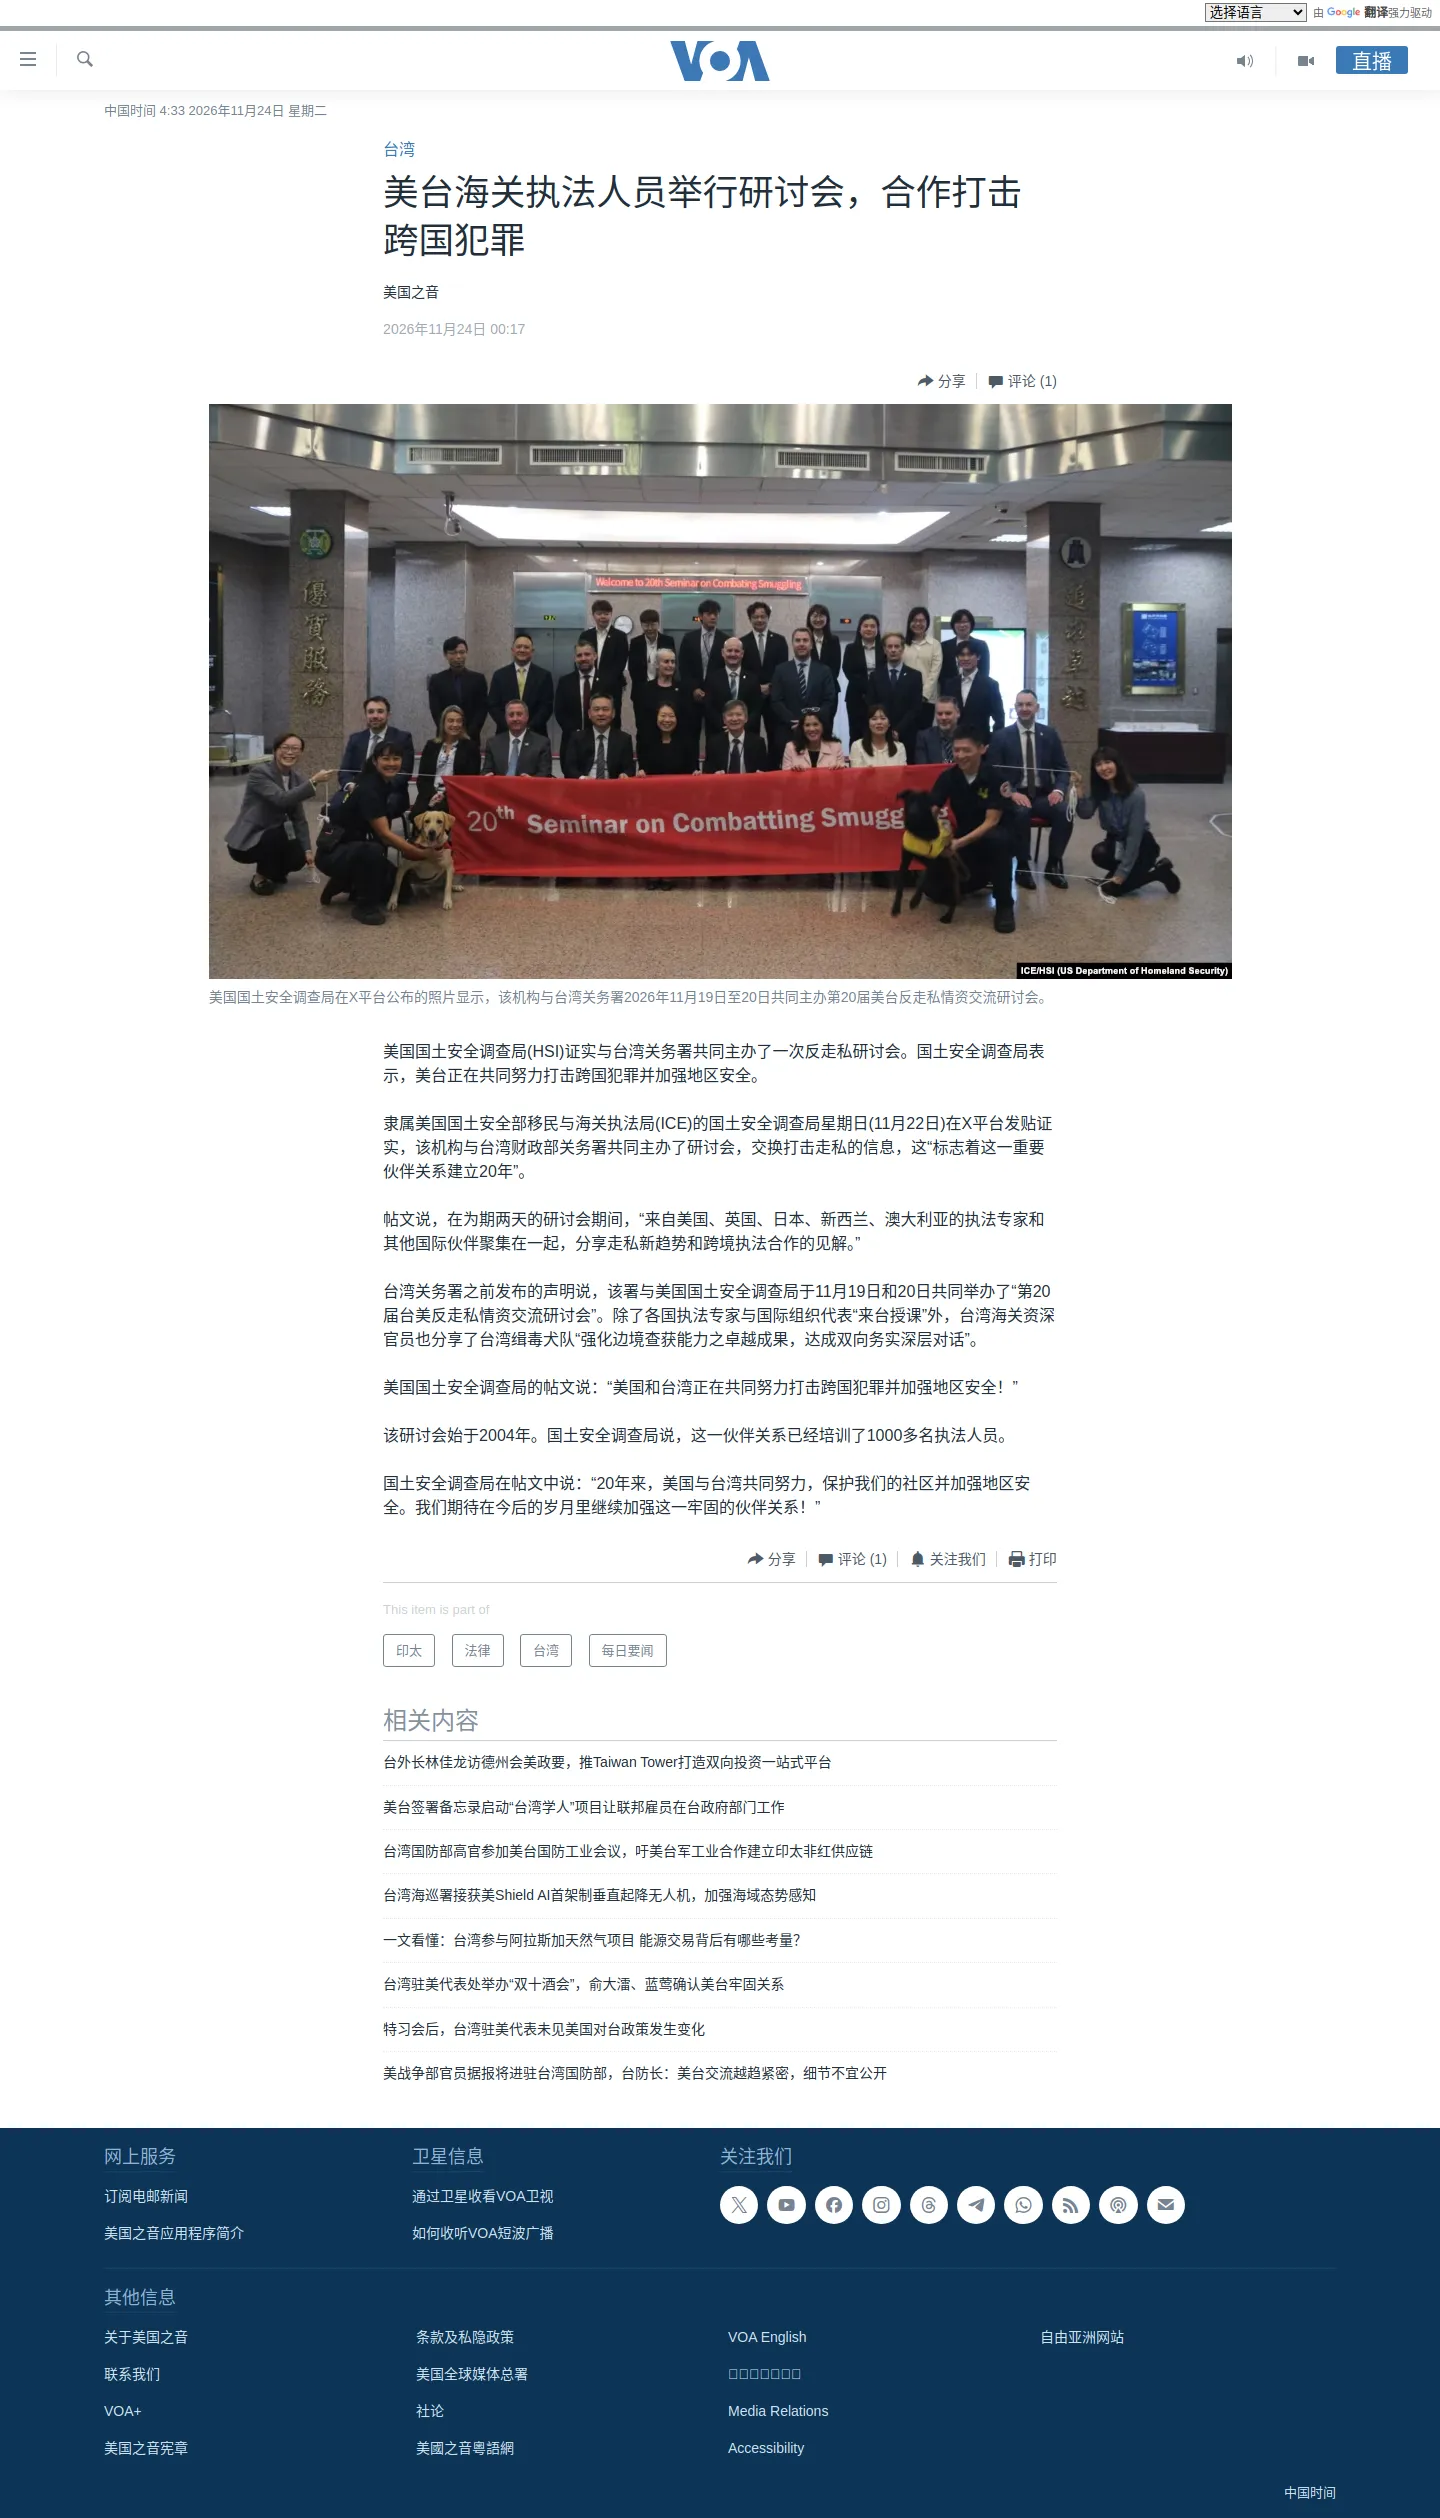 选择语言
由 Google 翻译强力驱动
VOA
直播
中国时间 4:33 2026年11月24日 星期二
台湾
美台海关执法人员举行研讨会，合作打击
跨国犯罪
美国之音
2026年11月24日 00:17
分享
评论 (1)
Welcome to 20th Seminar on Combatting Smuggling
優質服務
追求卓越
20th Seminar on Combatting Smugg
ICE/HSI (US Department of Homeland Security)
美国国土安全调查局在X平台公布的照片显示，该机构与台湾关务署2026年11月19日至20日共同主办第20届美台反走私情资交流研讨会。
美国国土安全调查局(HSI)证实与台湾关务署共同主办了一次反走私研讨会。国土安全调查局表
示，美台正在共同努力打击跨国犯罪并加强地区安全。
隶属美国国土安全部移民与海关执法局(ICE)的国土安全调查局星期日(11月22日)在X平台发贴证
实，该机构与台湾财政部关务署共同主办了研讨会，交换打击走私的信息，这“标志着这一重要
伙伴关系建立20年”。
帖文说，在为期两天的研讨会期间，“来自美国、英国、日本、新西兰、澳大利亚的执法专家和
其他国际伙伴聚集在一起，分享走私新趋势和跨境执法合作的见解。”
台湾关务署之前发布的声明说，该署与美国国土安全调查局于11月19日和20日共同举办了“第20
届台美反走私情资交流研讨会”。除了各国执法专家与国际组织代表“来台授课”外，台湾海关资深
官员也分享了台湾缉毒犬队“强化边境查获能力之卓越成果，达成双向务实深层对话”。
美国国土安全调查局的帖文说：“美国和台湾正在共同努力打击跨国犯罪并加强地区安全！”
该研讨会始于2004年。国土安全调查局说，这一伙伴关系已经培训了1000多名执法人员。
国土安全调查局在帖文中说：“20年来，美国与台湾共同努力，保护我们的社区并加强地区安
全。我们期待在今后的岁月里继续加强这一牢固的伙伴关系！”
分享
评论 (1)
关注我们
打印
This item is part of
印太
法律
台湾
每日要闻
相关内容
台外长林佳龙访德州会美政要，推Taiwan Tower打造双向投资一站式平台
美台签署备忘录启动“台湾学人”项目让联邦雇员在台政府部门工作
台湾国防部高官参加美台国防工业会议，吁美台军工业合作建立印太非红供应链
台湾海巡署接获美Shield AI首架制垂直起降无人机，加强海域态势感知
一文看懂：台湾参与阿拉斯加天然气项目 能源交易背后有哪些考量？
台湾驻美代表处举办“双十酒会”，俞大㵢、蓝莺确认美台牢固关系
特习会后，台湾驻美代表未见美国对台政策发生变化
美战争部官员据报将进驻台湾国防部，台防长：美台交流越趋紧密，细节不宜公开
网上服务
卫星信息
关注我们
订阅电邮新闻
通过卫星收看VOA卫视
美国之音应用程序简介
如何收听VOA短波广播
其他信息
关于美国之音
条款及私隐政策
VOA English
自由亚洲网站
联系我们
美国全球媒体总署
VOA+
社论
Media Relations
美国之音宪章
美國之音粵語網
Accessibility
中国时间